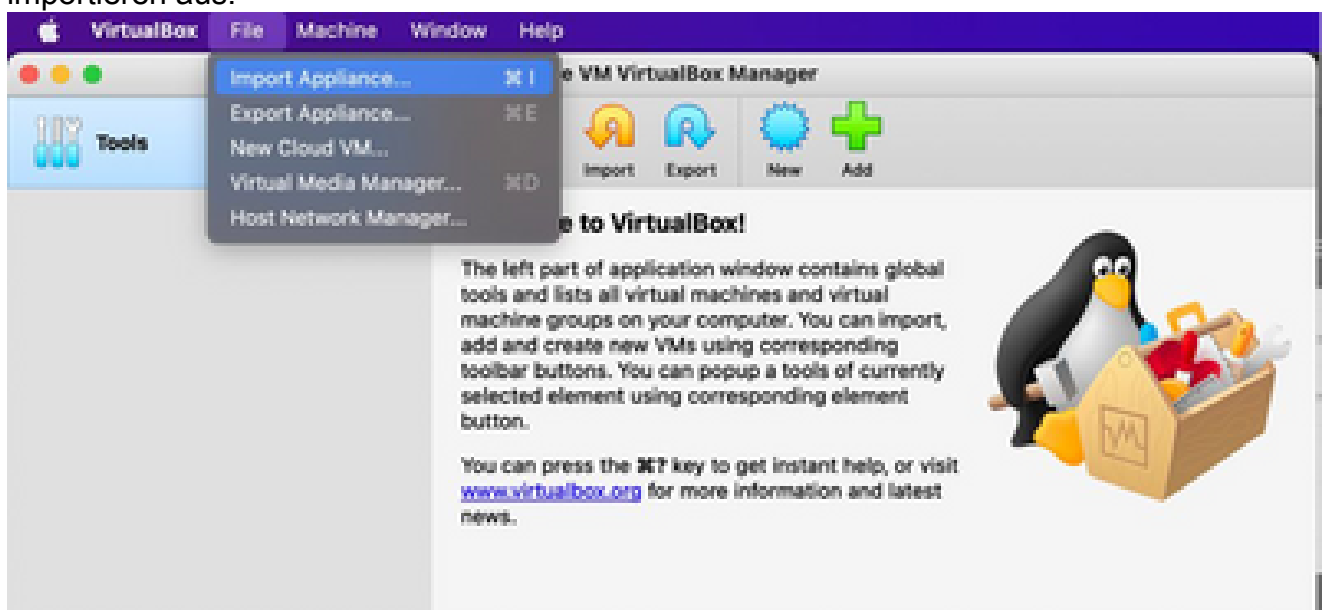 importieren aus.
VirtualBox File Machine Window Help
Import Appliance... ⌘ I
e VM VirtualBox Manager
Export Appliance... ⌘ E
New Cloud VM...
Virtual Media Manager... ⌘ D
Host Network Manager...
Tools
Import Export New Add
e to VirtualBox!
The left part of application window contains global
tools and lists all virtual machines and virtual
machine groups on your computer. You can import,
add and create new VMs using corresponding
toolbar buttons. You can popup a tools of currently
selected element using corresponding element
button.
You can press the ⌘? key to get instant help, or visit
www.virtualbox.org for more information and latest
news.